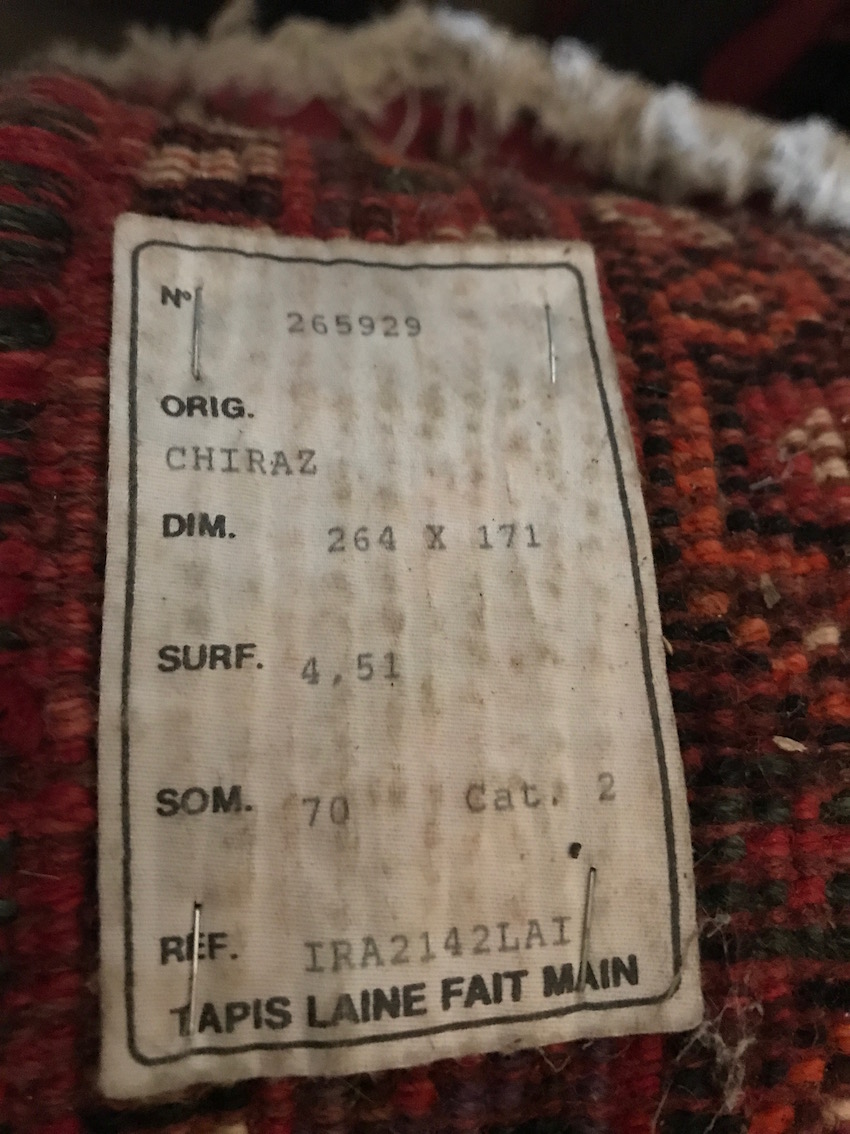 Nº 265929
ORIG.
CHIRAZ
DIM. 264 X 171
SURF. 4,51
SOM. 70 Cat. 2
REF. IRA2142LAI
TAPIS LAINE FAIT MAIN